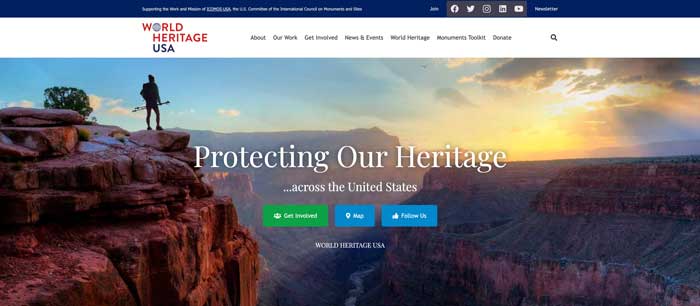 Supporting the Work and Mission of ICOMOS-USA, the U.S. Committee of the International Council on Monuments and Sites
Join
Newsletter
WORLD
HERITAGE
USA
About Our Work Get Involved News & Events World Heritage Monuments Toolkit Donate
Protecting Our Heritage
...across the United States
Get Involved Map Follow Us
WORLD HERITAGE USA